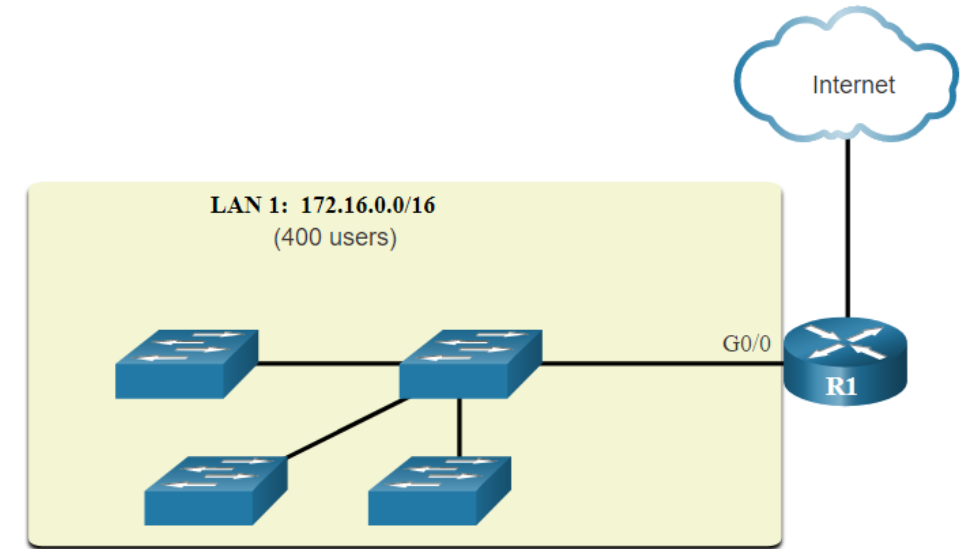 Internet
LAN 1: 172.16.0.0/16
(400 users)
G0/0
R1